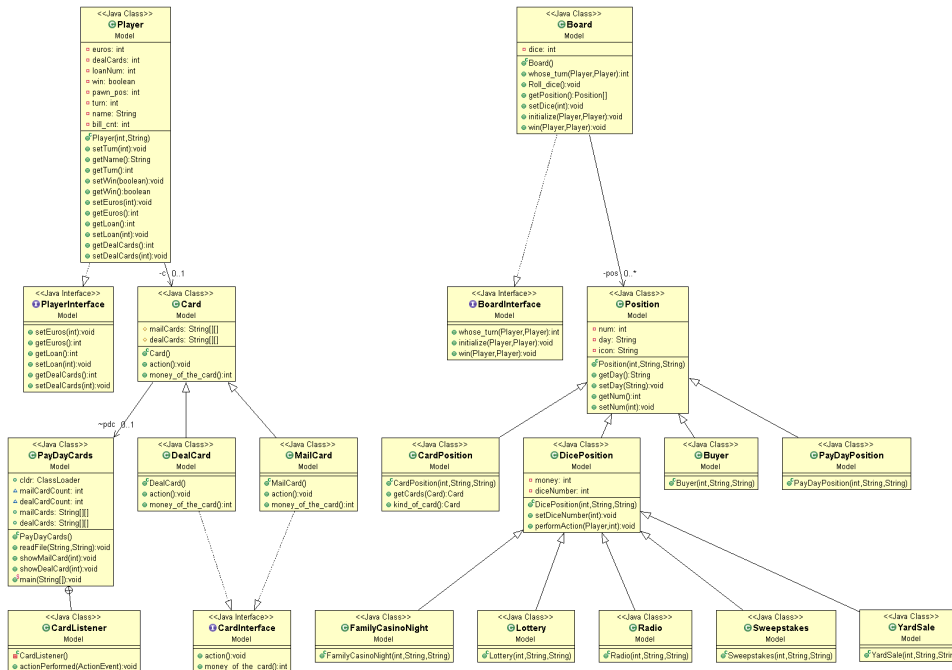 <<Java Class>>
Player
Model
euros: int
dealCards: int
loanNum: int
win: boolean
pawn_pos: int
turn: int
name: String
bill_cnt: int
Player(int,String)
setTurn(int):void
getName():String
getTurn():int
setWin(boolean):void
getWin():boolean
setEuros(int):void
getEuros():int
getLoan():int
setLoan(int):void
getDealCards():int
setDealCards(int):void
<<Java Class>>
Board
Model
dice: int
Board()
whose_turn(Player,Player):int
Roll_dice():void
getPosition():Position[]
setDice(int):void
initialize(Player,Player):void
win(Player,Player):void
-c 0..1
-pos 0..*
<<Java Interface>>
PlayerInterface
Model
setEuros(int):void
getEuros():int
getLoan():int
setLoan(int):void
getDealCards():int
setDealCards(int):void
<<Java Class>>
Card
Model
mailCards: String[][]
dealCards: String[][]
Card()
action():void
money_of_the_card():int
<<Java Interface>>
BoardInterface
Model
whose_turn(Player,Player):int
initialize(Player,Player):void
win(Player,Player):void
<<Java Class>>
Position
Model
num: int
day: String
icon: String
Position(int,String,String)
getDay():String
setDay(String):void
getNum():int
setNum(int):void
~pdc 0..1
<<Java Class>>
PayDayCards
Model
cldr: ClassLoader
mailCardCount: int
dealCardCount: int
mailCards: String[][]
dealCards: String[][]
PayDayCards()
readFile(String,String):void
showMailCard(int):void
showDealCard(int):void
main(String[]):void
<<Java Class>>
DealCard
Model
DealCard()
action():void
money_of_the_card():int
<<Java Class>>
MailCard
Model
MailCard()
action():void
money_of_the_card():int
<<Java Class>>
CardPosition
Model
CardPosition(int,String,String)
getCards(Card):Card
kind_of_card():Card
<<Java Class>>
DicePosition
Model
money: int
diceNumber: int
DicePosition(int,String,String)
setDiceNumber(int):void
performAction(Player,int):void
<<Java Class>>
Buyer
Model
Buyer(int,String,String)
<<Java Class>>
PayDayPosition
Model
PayDayPosition(int,String,String)
<<Java Class>>
CardListener
Model
CardListener()
actionPerformed(ActionEvent):void
<<Java Interface>>
CardInterface
Model
action():void
money_of_the_card():int
<<Java Class>>
FamilyCasinoNight
Model
FamilyCasinoNight(int,String,String)
<<Java Class>>
Lottery
Model
Lottery(int,String,String)
<<Java Class>>
Radio
Model
Radio(int,String,String)
<<Java Class>>
Sweepstakes
Model
Sweepstakes(int,String,String)
<<Java Class>>
YardSale
Model
YardSale(int,String,Str